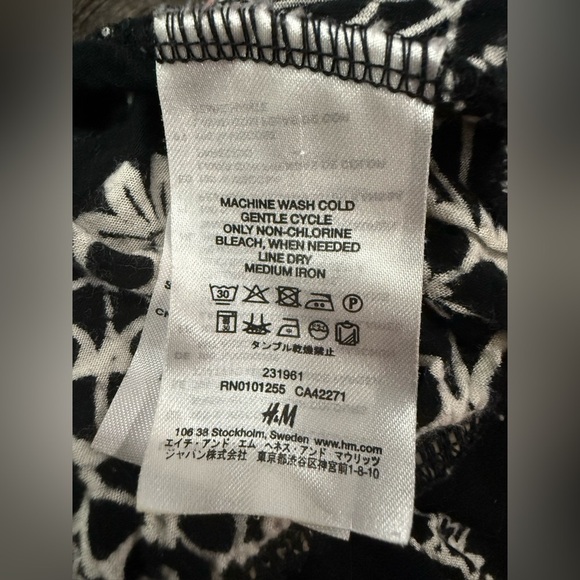 MACHINE WASH COLD
GENTLE CYCLE
ONLY NON-CHLORINE
BLEACH, WHEN NEEDED
LINE DRY
MEDIUM IRON
30 P
タンブル乾燥禁止
231961
RN0101255 CA42271
H&M
106 38 Stockholm, Sweden www.hm.com
エイチ・アンド・エム ヘネス・アンド・マウリッツ
ジャパン株式会社 東京都渋谷区神宮前1-8-10